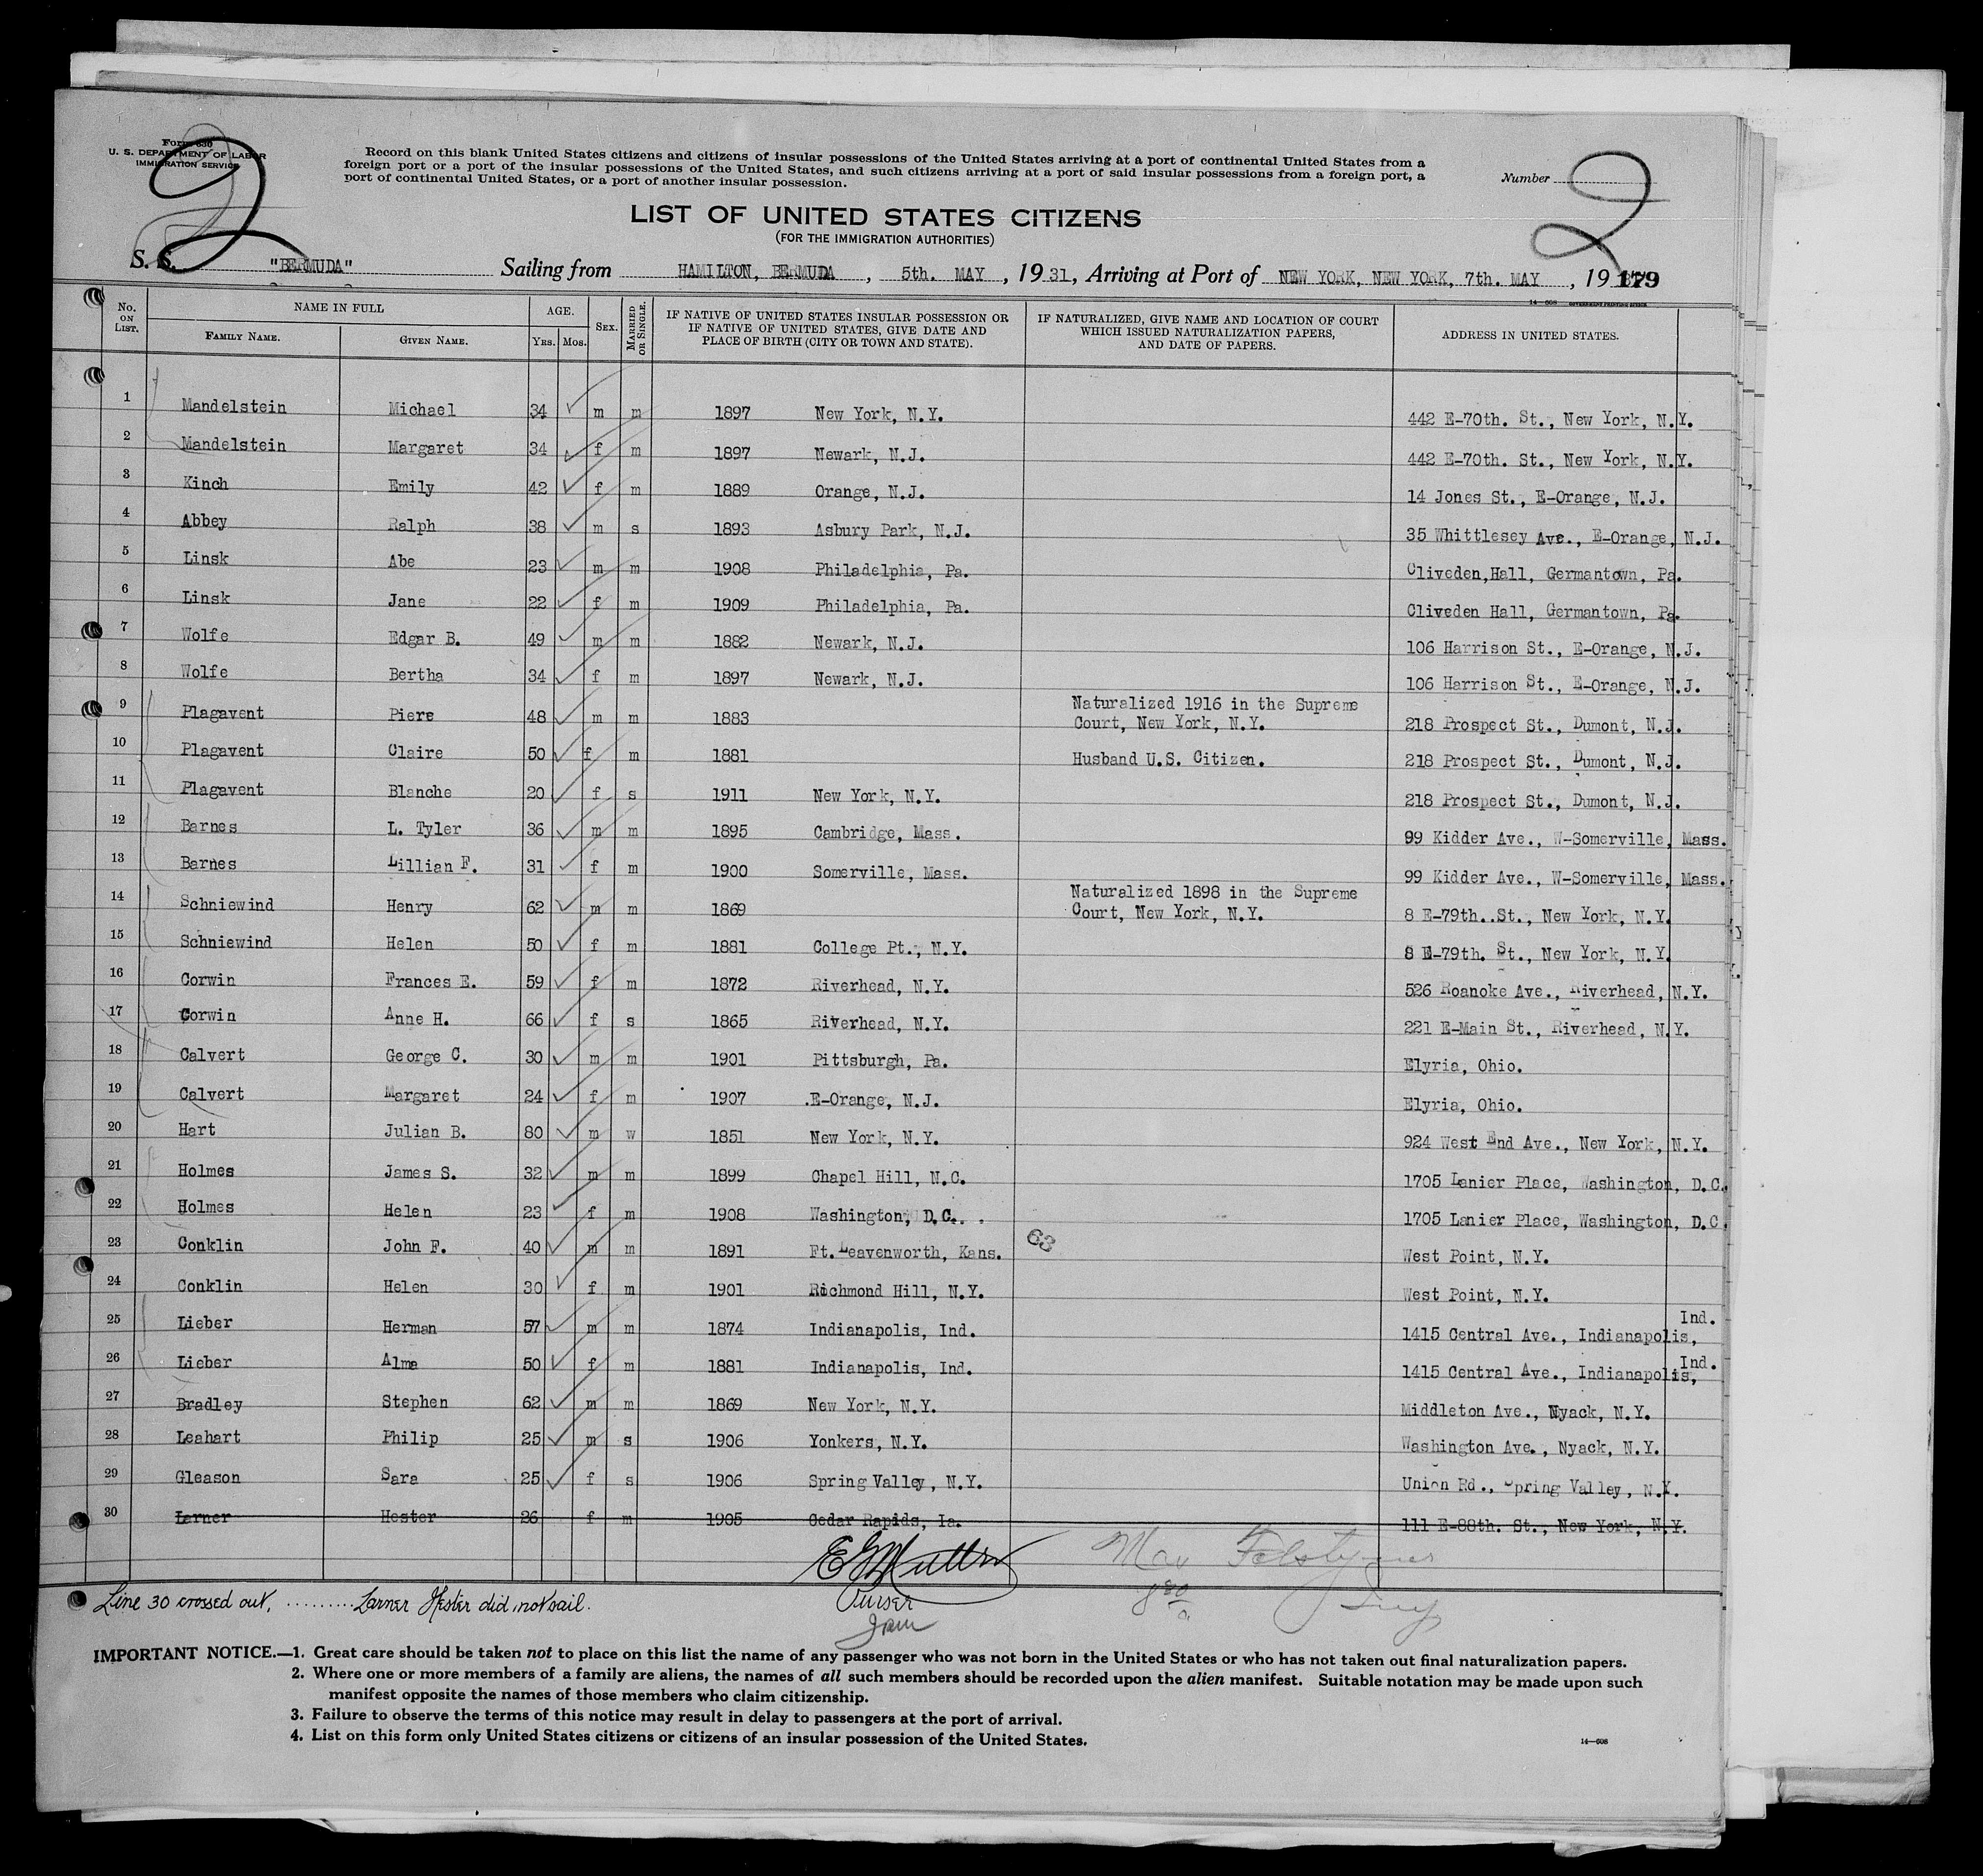 Form 630
U. S. DEPARTMENT OF LABOR
IMMIGRATION SERVICE
2
Record on this blank United States citizens and citizens of insular possessions of the United States arriving at a port of continental United States from a
foreign port or a port of the insular possessions of the United States, and such citizens arriving at a port of said insular possessions from a foreign port, a
port of continental United States, or a port of another insular possession.
Number 2
LIST OF UNITED STATES CITIZENS
(FOR THE IMMIGRATION AUTHORITIES)
S. S. "BERMUDA" Sailing from HAMILTON, BERMUDA, 5th. MAY, 1931, Arriving at Port of NEW YORK, NEW YORK, 7th. MAY, 19 179
No. ON LIST. NAME IN FULL AGE. SEX. MARRIED OR SINGLE. IF NATIVE OF UNITED STATES INSULAR POSSESSION OR IF NATIVE OF UNITED STATES, GIVE DATE AND PLACE OF BIRTH (CITY OR TOWN AND STATE). IF NATURALIZED, GIVE NAME AND LOCATION OF COURT WHICH ISSUED NATURALIZATION PAPERS, AND DATE OF PAPERS. ADDRESS IN UNITED STATES.
FAMILY NAME. GIVEN NAME. YRS. MOS.
1 Mandelstein Michael 34 m m 1897 New York, N.Y. 442 E-70th. St., New York, N.Y.
2 Mandelstein Margaret 34 f m 1897 Newark, N.J. 442 E-70th. St., New York, N.Y.
3 Kinch Emily 42 f m 1889 Orange, N.J. 14 Jones St., E-Orange, N.J.
4 Abbey Ralph 38 m s 1893 Asbury Park, N.J. 35 Whittlesey Ave., E-Orange, N.J.
5 Linsk Abe 23 m m 1908 Philadelphia, Pa. Cliveden,Hall, Germantown, Pa.
6 Linsk Jane 22 f m 1909 Philadelphia, Pa. Cliveden Hall, Germantown, Pa.
7 Wolfe Edgar B. 49 m m 1882 Newark, N.J. 106 Harrison St., E-Orange, N.J.
8 Wolfe Bertha 34 f m 1897 Newark, N.J. 106 Harrison St., E-Orange, N.J.
9 Plagavent Piere 48 m m 1883 Naturalized 1916 in the Supreme Court, New York, N.Y. 218 Prospect St., Dumont, N.J.
10 Plagavent Claire 50 f m 1881 Husband U.S. Citizen. 218 Prospect St., Dumont, N.J.
11 Plagavent Blanche 20 f s 1911 New York, N.Y. 218 Prospect St., Dumont, N.J.
12 Barnes L. Tyler 36 m m 1895 Cambridge, Mass. 99 Kidder Ave., W-Somerville, Mass.
13 Barnes Lillian F. 31 f m 1900 Somerville, Mass. 99 Kidder Ave., W-Somerville, Mass.
14 Schniewind Henry 62 m m 1869 Naturalized 1898 in the Supreme Court, New York, N.Y. 8 E-79th..St., New York, N.Y.
15 Schniewind Helen 50 f m 1881 College Pt., N.Y. 8 E-79th. St., New York, N.Y.
16 Corwin Frances E. 59 f m 1872 Riverhead, N.Y. 526 Roanoke Ave., Riverhead, N.Y.
17 Corwin Anne H. 66 f s 1865 Riverhead, N.Y. 221 E-Main St., Riverhead, N.Y.
18 Calvert George C. 30 m m 1901 Pittsburgh, Pa. Elyria, Ohio.
19 Calvert Margaret 24 f m 1907 .E-Orange, N.J. Elyria, Ohio.
20 Hart Julian B. 80 m w 1851 New York, N.Y. 924 West End Ave., New York, N.Y.
21 Holmes James S. 32 m m 1899 Chapel Hill, N.C. 1705 Lanier Place, Washington, D.C.
22 Holmes Helen 23 f m 1908 Washington, D.C.. . 1705 Lanier Place, Washington, D.C.
23 Conklin John F. 40 m m 1891 Ft. Leavenworth, Kans. 63 West Point, N.Y.
24 Conklin Helen 30 f m 1901 Richmond Hill, N.Y. West Point, N.Y.
25 Lieber Herman 57 m m 1874 Indianapolis, Ind. 1415 Central Ave., Indianapolis, Ind.
26 Lieber Alma 50 f m 1881 Indianapolis, Ind. 1415 Central Ave., Indianapolis, Ind.
27 Bradley Stephen 62 m m 1869 New York, N.Y. Middleton Ave., Nyack, N.Y.
28 Leahart Philip 25 m s 1906 Yonkers, N.Y. Washington Ave., Nyack, N.Y.
29 Gleason Sara 25 f s 1906 Spring Valley, N.Y. Union Rd., Spring Valley, N.Y.
30 Larner Hester 26 f m 1905 Cedar Rapids, Ia. 111 E-88th. St., New York, N.Y.
Line 30 crossed out, ......... Larner Hester did not sail.
Purser
IMPORTANT NOTICE.—1. Great care should be taken not to place on this list the name of any passenger who was not born in the United States or who has not taken out final naturalization papers.
2. Where one or more members of a family are aliens, the names of all such members should be recorded upon the alien manifest. Suitable notation may be made upon such
manifest opposite the names of those members who claim citizenship.
3. Failure to observe the terms of this notice may result in delay to passengers at the port of arrival.
4. List on this form only United States citizens or citizens of an insular possession of the United States.
14—608